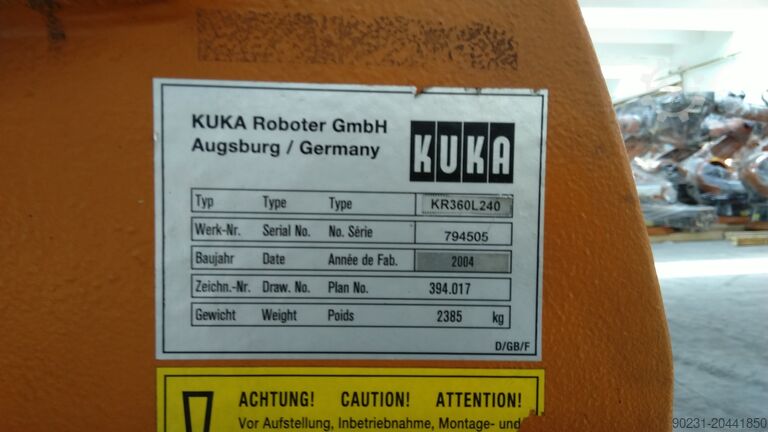 KUKA Roboter GmbH
Augsburg / Germany
KUKA
Typ Type Type KR360L240
Werk-Nr. Serial No. No. Série 794505
Baujahr Date Année de Fab. 2004
Zeichn.-Nr. Draw. No. Plan No. 394.017
Gewicht Weight Poids 2385 kg
D/GB/F
ACHTUNG! CAUTION! ATTENTION!
Vor Aufstellung, Inbetriebnahme, Montage- und
90231-20441850